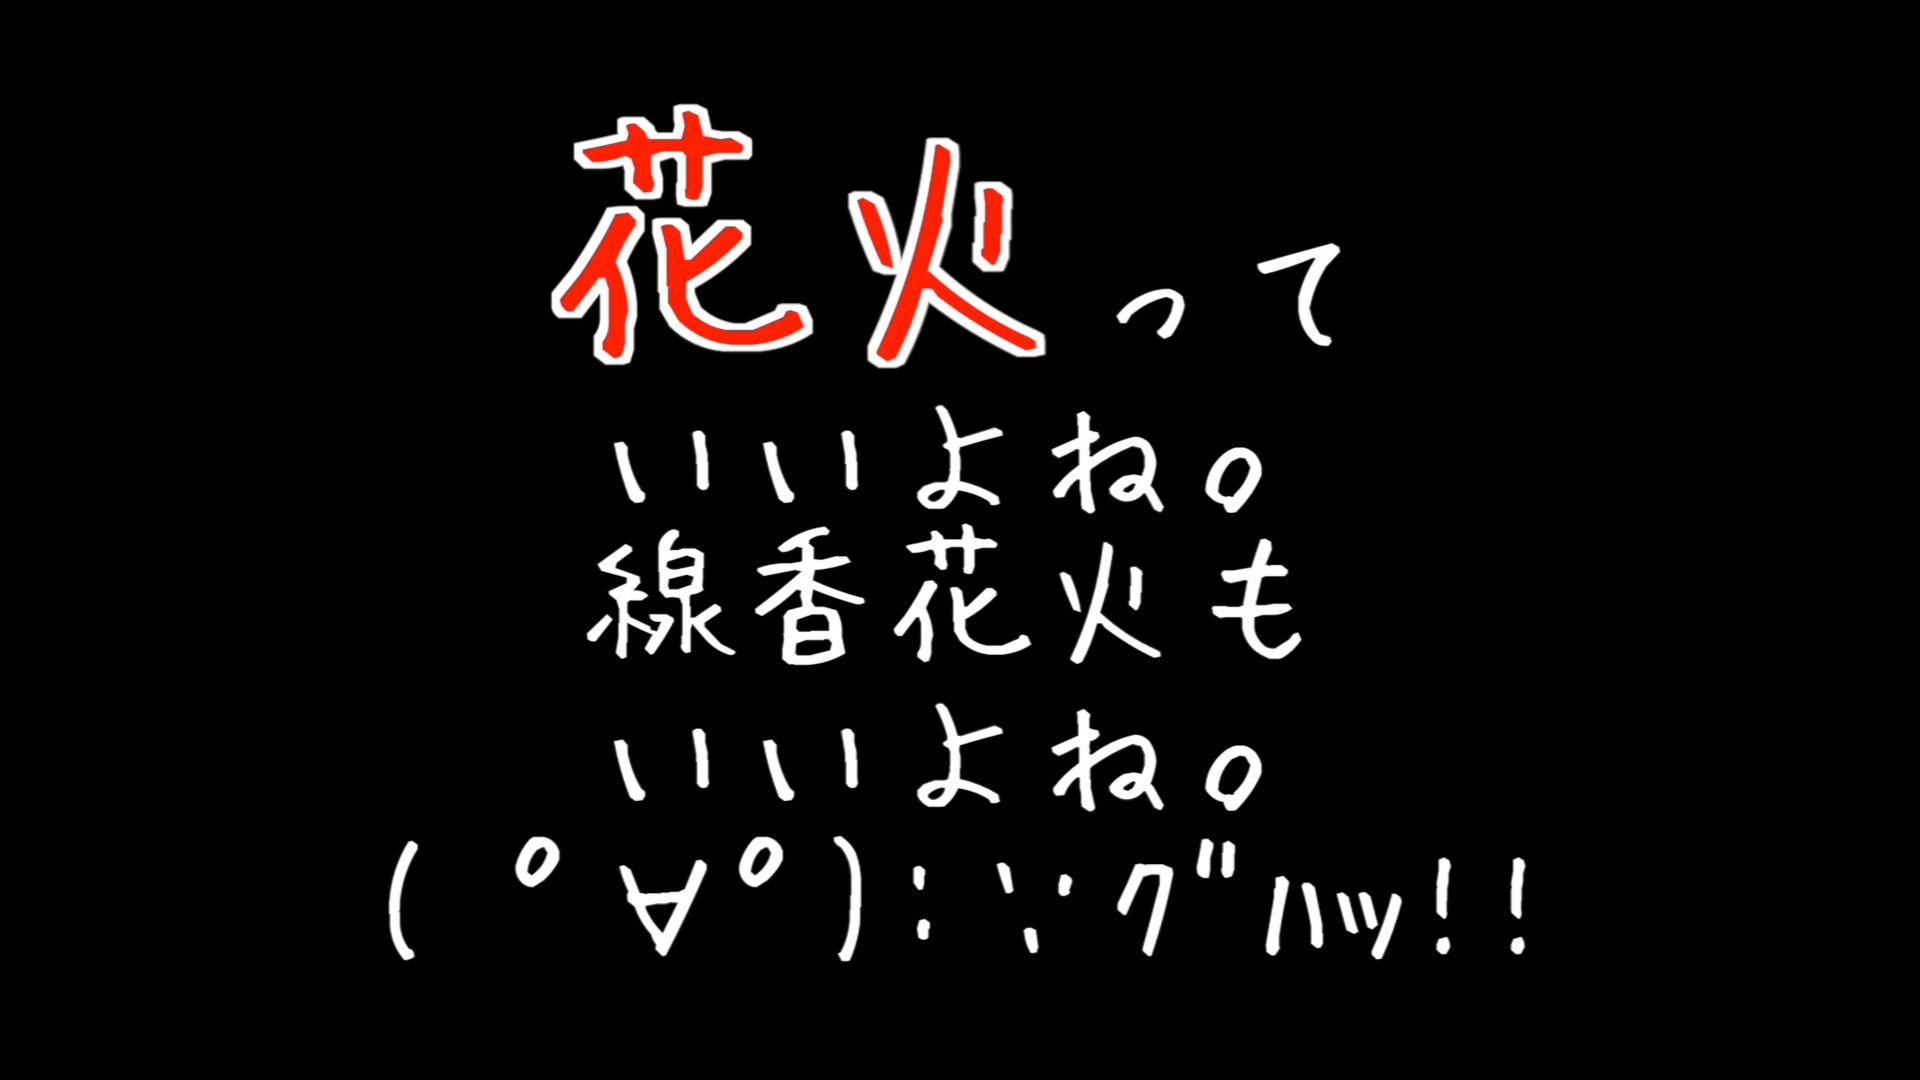 花火って
いいよね。
線香花火も
いいよね。
( ﾟ∀ﾟ):∵ｸﾞﾊｯ!!